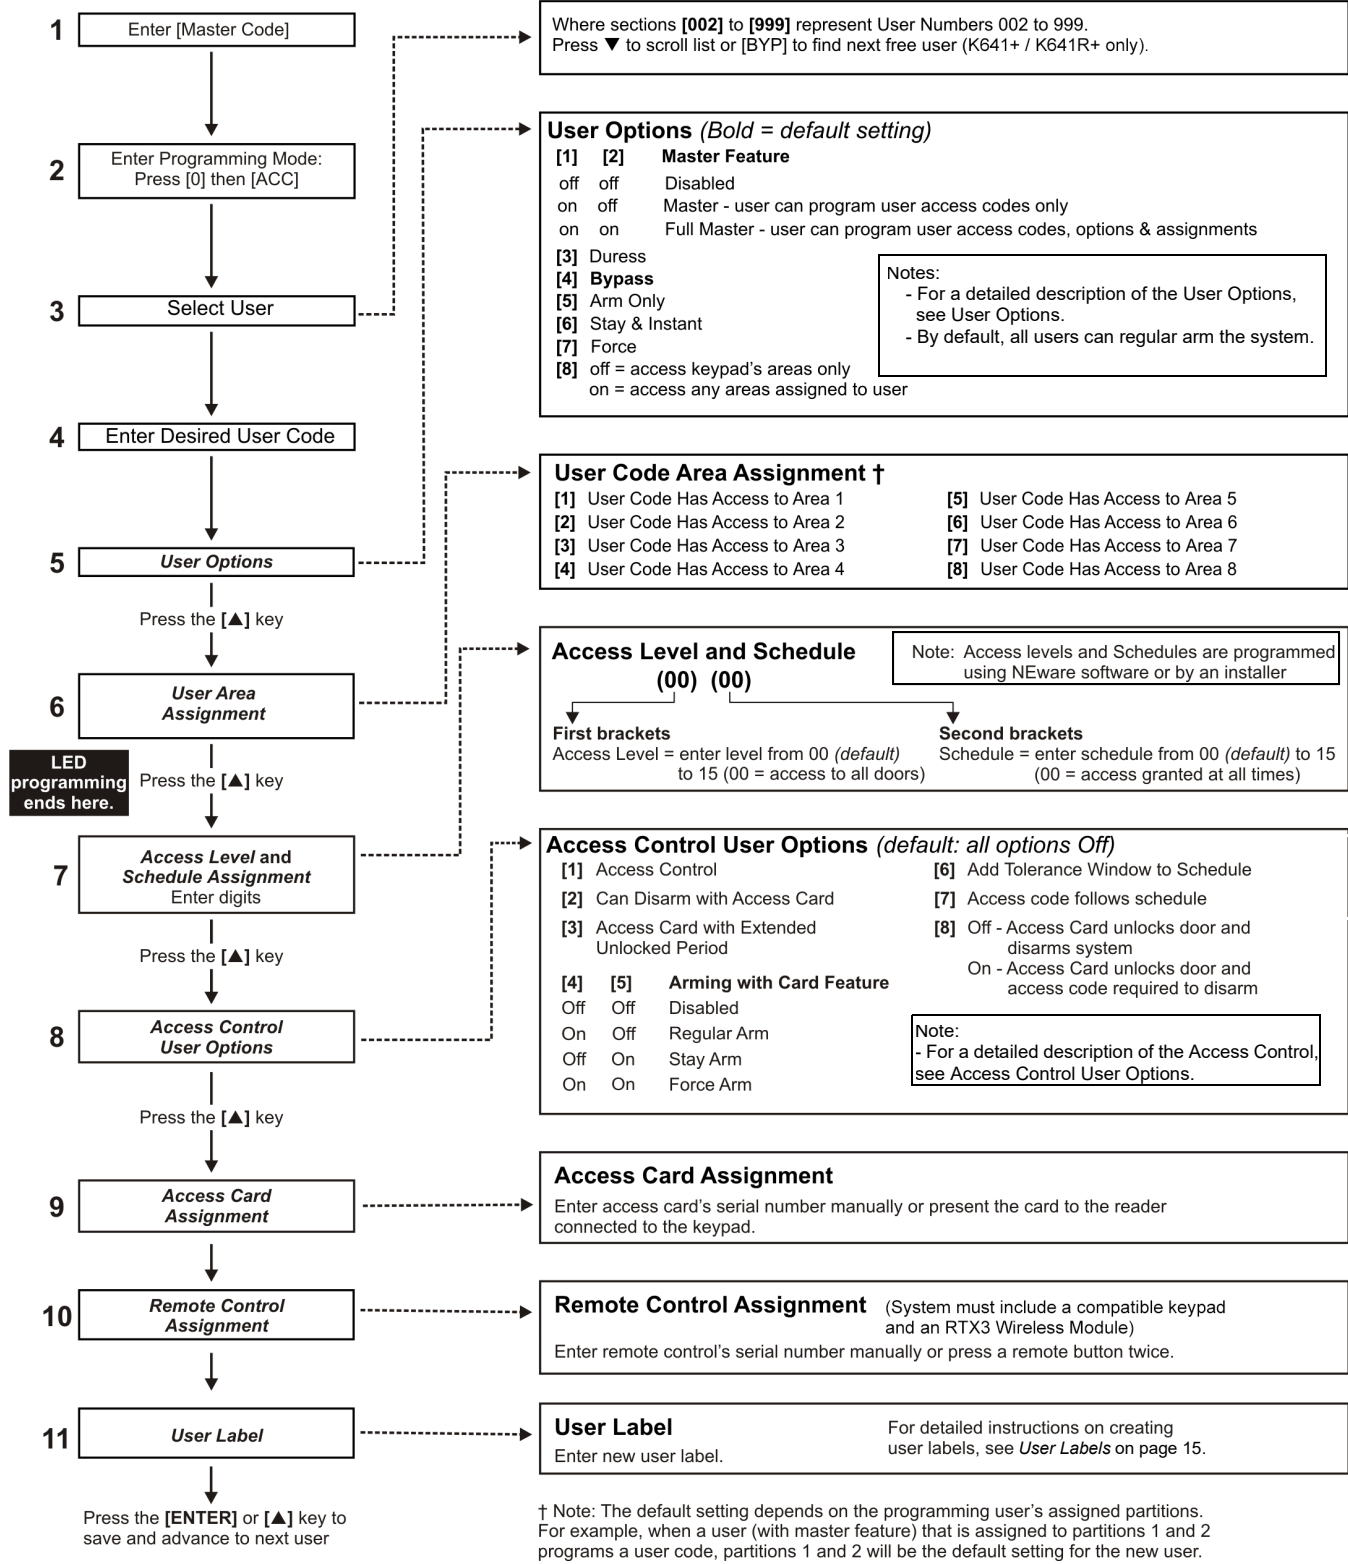 1
Enter [Master Code]
2
Enter Programming Mode:
Press [0] then [ACC]
3
Select User
4
Enter Desired User Code
5
User Options
Press the [▲] key
6
User Area
Assignment
LED
programming
ends here.
Press the [▲] key
7
Access Level and
Schedule Assignment
Enter digits
Press the [▲] key
8
Access Control
User Options
Press the [▲] key
9
Access Card
Assignment
10
Remote Control
Assignment
11
User Label
Press the [ENTER] or [▲] key to
save and advance to next user
Where sections [002] to [999] represent User Numbers 002 to 999.
Press ▼ to scroll list or [BYP] to find next free user (K641+ / K641R+ only).
User Options (Bold = default setting)
[1] [2] Master Feature
off off Disabled
on off Master - user can program user access codes only
on on Full Master - user can program user access codes, options & assignments
[3] Duress
[4] Bypass
[5] Arm Only
[6] Stay & Instant
[7] Force
[8] off = access keypad's areas only
on = access any areas assigned to user
Notes:
- For a detailed description of the User Options,
see User Options.
- By default, all users can regular arm the system.
User Code Area Assignment †
[1] User Code Has Access to Area 1
[2] User Code Has Access to Area 2
[3] User Code Has Access to Area 3
[4] User Code Has Access to Area 4
[5] User Code Has Access to Area 5
[6] User Code Has Access to Area 6
[7] User Code Has Access to Area 7
[8] User Code Has Access to Area 8
Access Level and Schedule
(00) (00)
Note: Access levels and Schedules are programmed
using NEware software or by an installer
First brackets
Access Level = enter level from 00 (default)
to 15 (00 = access to all doors)
Second brackets
Schedule = enter schedule from 00 (default) to 15
(00 = access granted at all times)
Access Control User Options (default: all options Off)
[1] Access Control
[2] Can Disarm with Access Card
[3] Access Card with Extended
Unlocked Period
[4] [5] Arming with Card Feature
Off Off Disabled
On Off Regular Arm
Off On Stay Arm
On On Force Arm
[6] Add Tolerance Window to Schedule
[7] Access code follows schedule
[8] Off - Access Card unlocks door and
disarms system
On - Access Card unlocks door and
access code required to disarm
Note:
- For a detailed description of the Access Control,
see Access Control User Options.
Access Card Assignment
Enter access card's serial number manually or present the card to the reader
connected to the keypad.
Remote Control Assignment (System must include a compatible keypad
and an RTX3 Wireless Module)
Enter remote control's serial number manually or press a remote button twice.
User Label
Enter new user label.
For detailed instructions on creating
user labels, see User Labels on page 15.
† Note: The default setting depends on the programming user's assigned partitions.
For example, when a user (with master feature) that is assigned to partitions 1 and 2
programs a user code, partitions 1 and 2 will be the default setting for the new user.